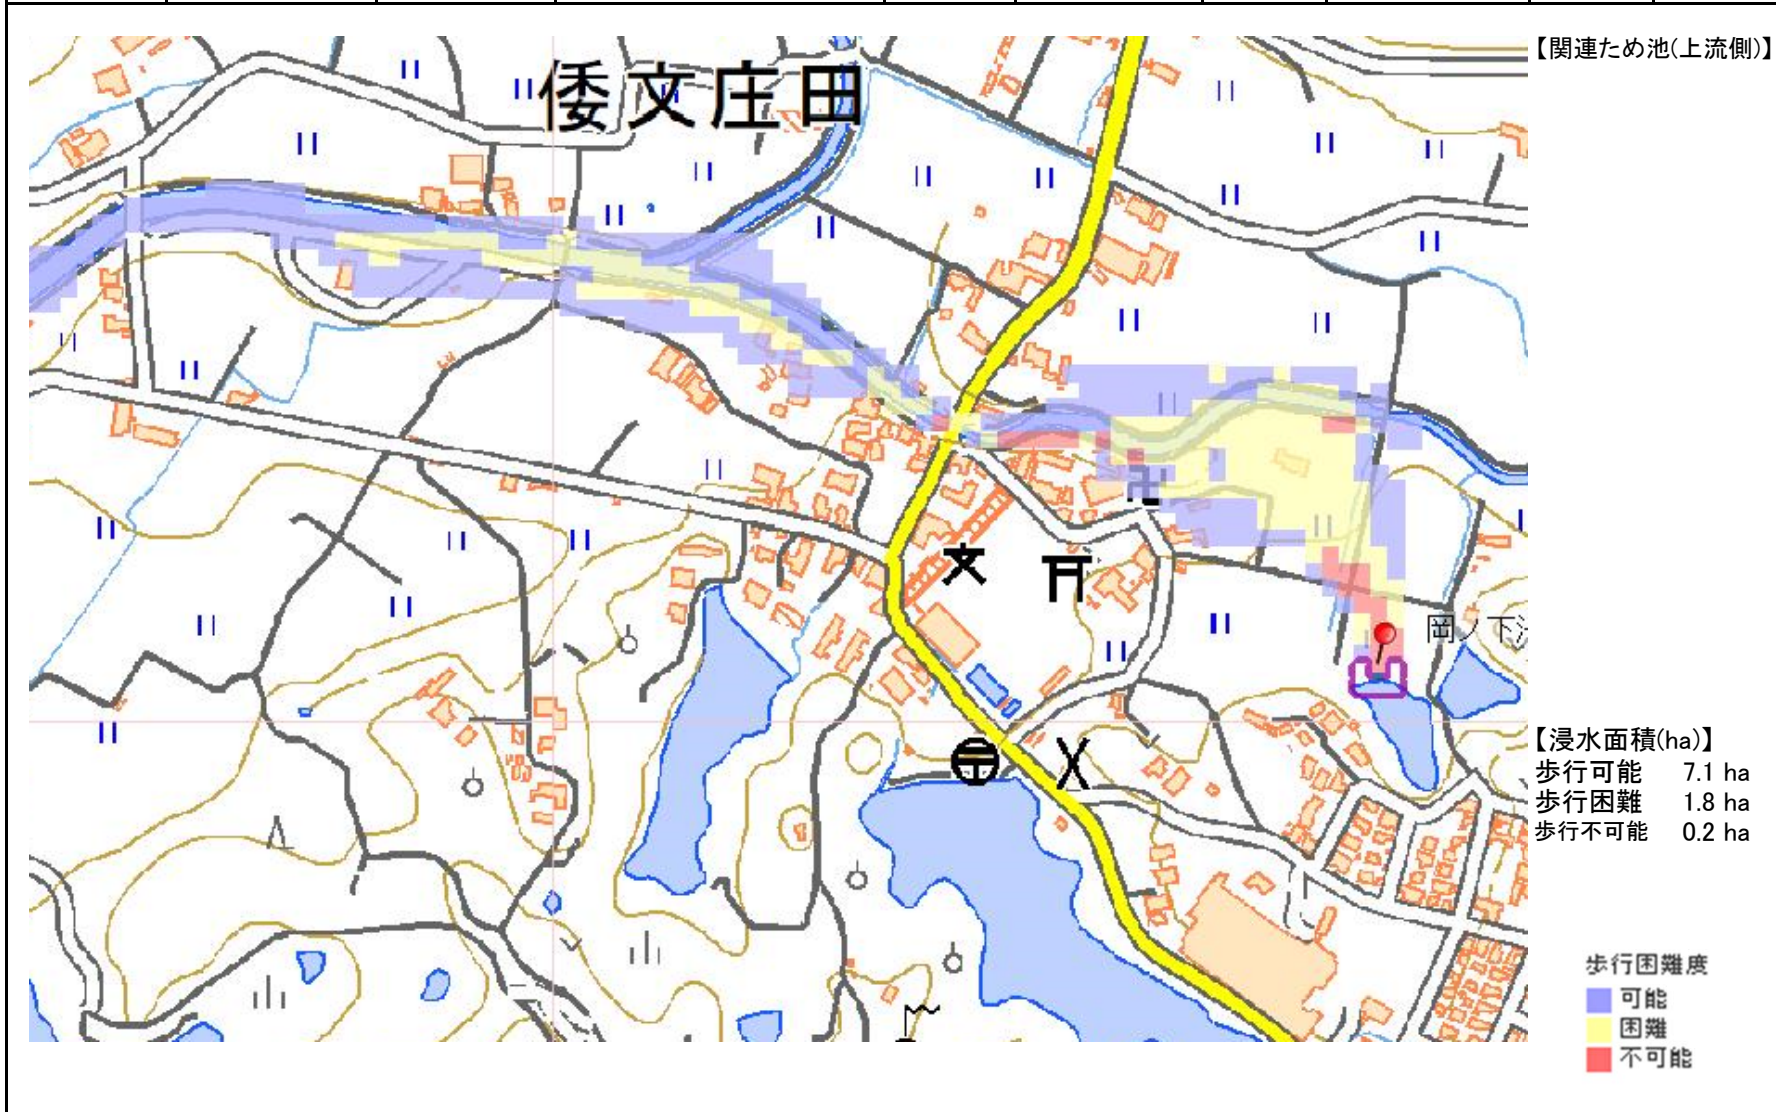 【関連ため池(上流側)】
倭文庄田
文
卍
岡ノ下
【浸水面積(ha)】
歩行可能 7.1 ha
歩行困難 1.8 ha
歩行不可能 0.2 ha
歩行困難度
可能
困難
不可能